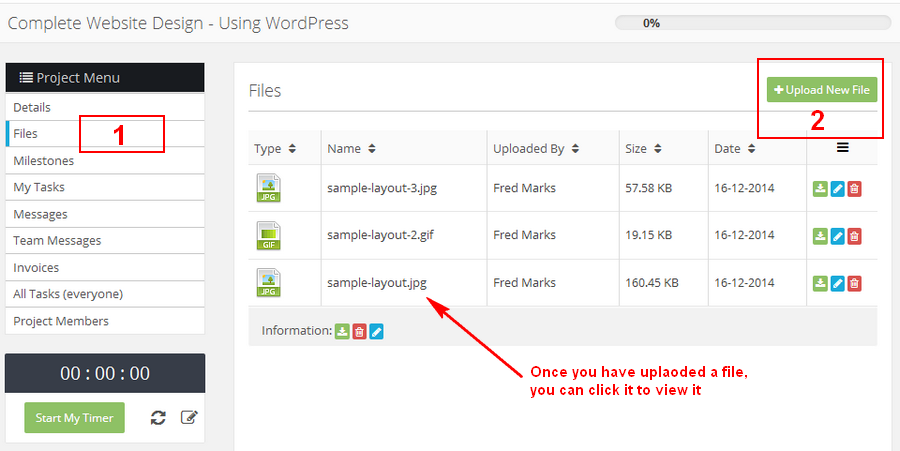 Complete Website Design - Using WordPress
0%
Project Menu
Details
Files
1
Milestones
My Tasks
Messages
Team Messages
Invoices
All Tasks (everyone)
Project Members
00 : 00 : 00
Start My Timer
Files
Upload New File
2
Type Name Uploaded By Size Date
JPG sample-layout-3.jpg Fred Marks 57.58 KB 16-12-2014
GIF sample-layout-2.gif Fred Marks 19.15 KB 16-12-2014
JPG sample-layout.jpg Fred Marks 160.45 KB 16-12-2014
Information:
Once you have uplaoded a file,
you can click it to view it